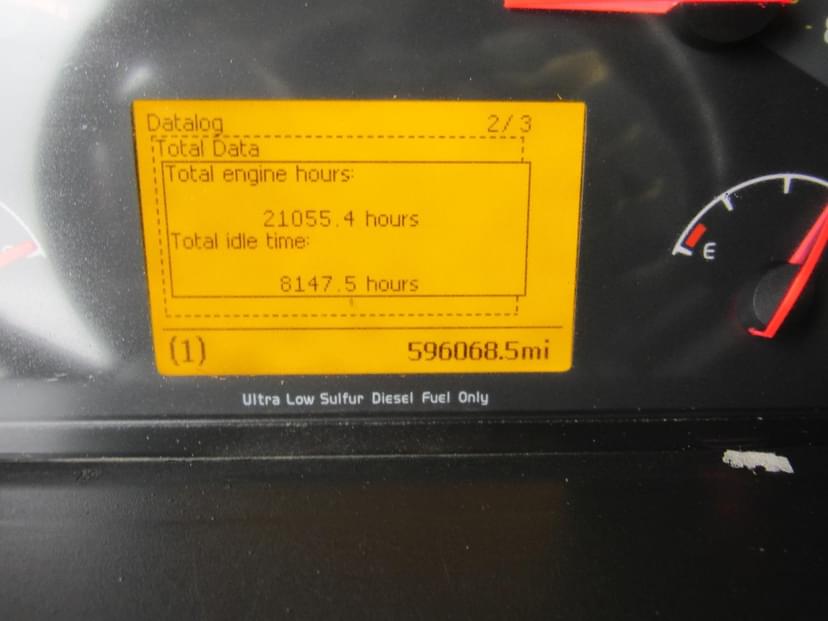 Datalog 2/3
Total Data
Total engine hours:
21055.4 hours
Total idle time:
8147.5 hours
(1) 596068.5mi
E
Ultra Low Sulfur Diesel Fuel Only